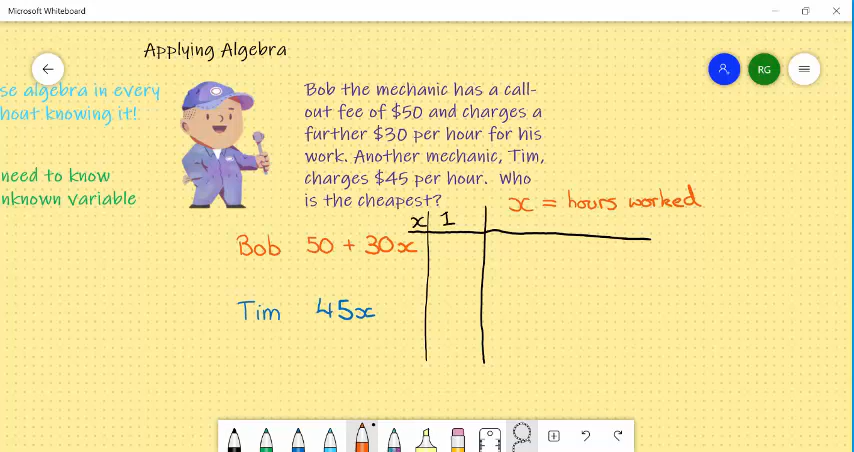 Microsoft Whiteboard
Applying Algebra
se algebra in every
hout knowing it!
need to know
nknown variable
Bob the mechanic has a call-
out fee of $50 and charges a
further $30 per hour for his
work. Another mechanic, Tim,
charges $45 per hour. Who
is the cheapest?
x = hours worked
x 1
Bob 50 + 30x
Tim 45x
RG